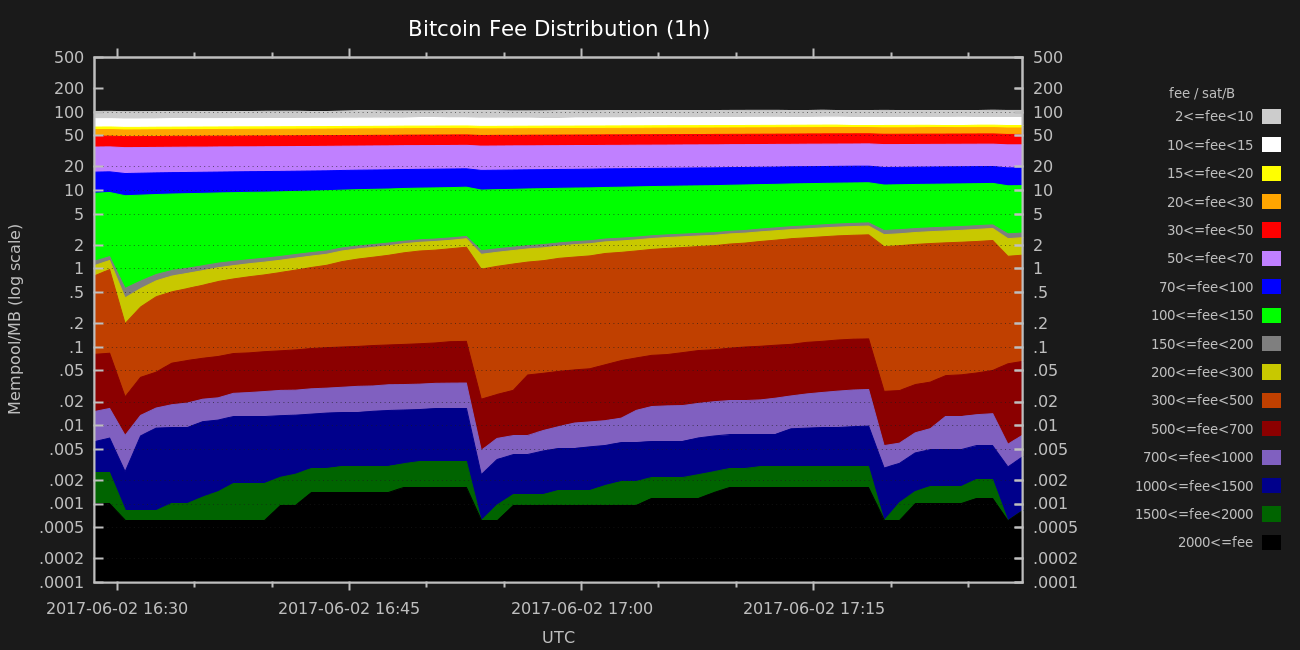 Bitcoin Fee Distribution (1h)
Mempool/MB (log scale)
500
200
100
50
20
10
5
2
1
.5
.2
.1
.05
.02
.01
.005
.002
.001
.0005
.0002
.0001
500
200
100
50
20
10
5
2
1
.5
.2
.1
.05
.02
.01
.005
.002
.001
.0005
.0002
.0001
fee / sat/B
2<=fee<10
10<=fee<15
15<=fee<20
20<=fee<30
30<=fee<50
50<=fee<70
70<=fee<100
100<=fee<150
150<=fee<200
200<=fee<300
300<=fee<500
500<=fee<700
700<=fee<1000
1000<=fee<1500
1500<=fee<2000
2000<=fee
2017-06-02 16:30 2017-06-02 16:45 2017-06-02 17:00 2017-06-02 17:15
UTC